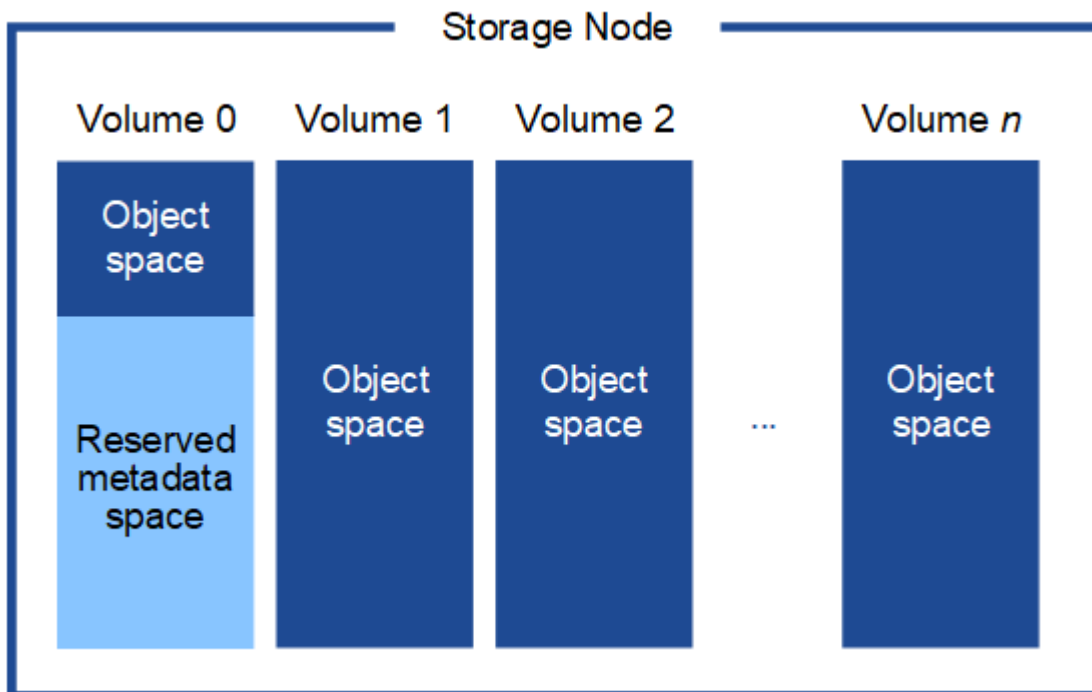 Storage Node
Volume 0
Volume 1
Volume 2
Volume n
Object
space
Reserved
metadata
space
Object
space
Object
space
...
Object
space